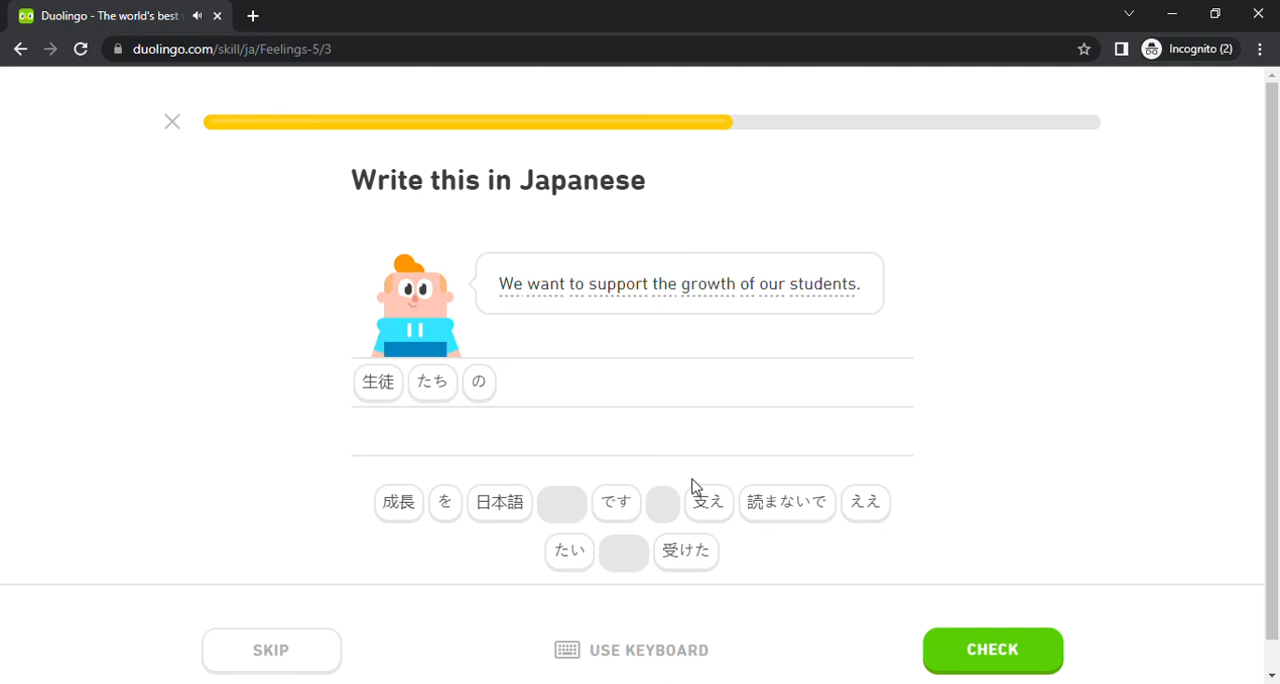 Duolingo - The world's best
duolingo.com/skill/ja/Feelings-5/3
Incognito (2)
Write this in Japanese
We want to support the growth of our students.
生徒 たち の
成長 を 日本語 です 支え 読まないで ええ
たい 受けた
SKIP
USE KEYBOARD
CHECK